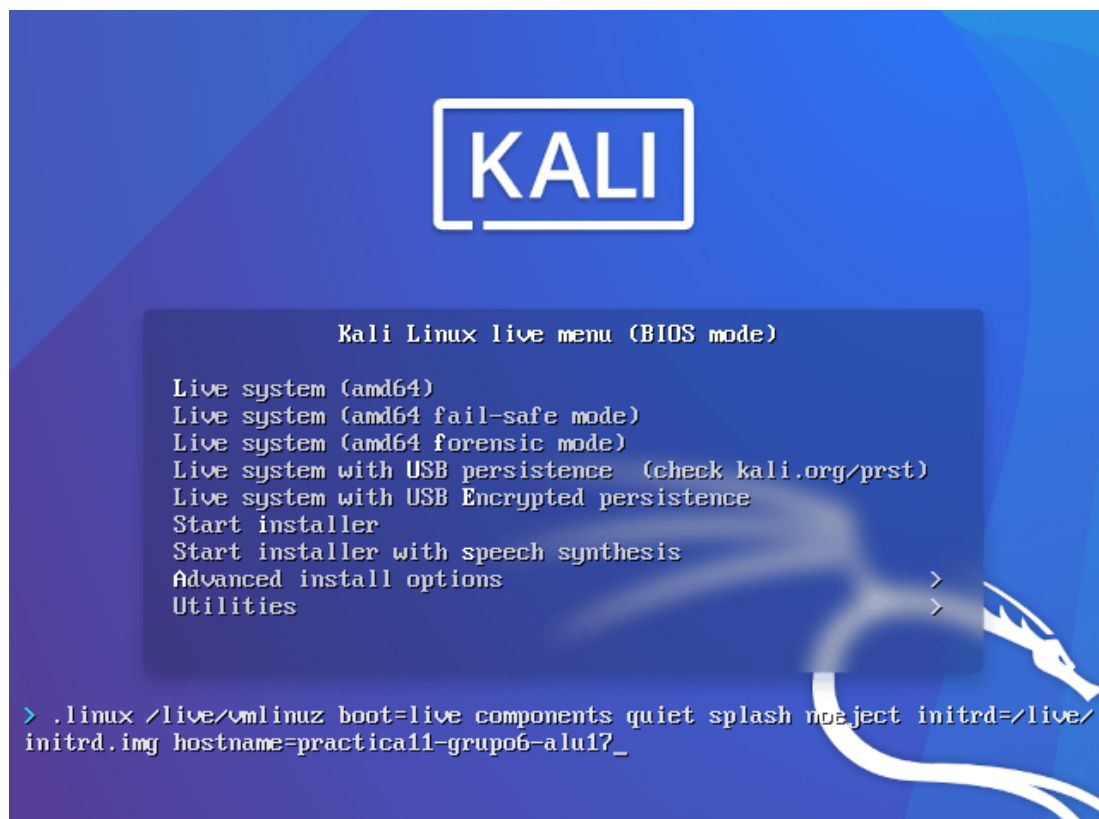 KALI
Kali Linux live menu (BIOS mode)
Live system (amd64)
Live system (amd64 fail-safe mode)
Live system (amd64 forensic mode)
Live system with USB persistence  (check kali.org/prst)
Live system with USB Encrypted persistence
Start installer
Start installer with speech synthesis
Advanced install options >
Utilities >
> .linux /live/vmlinuz boot=live components quiet splash noeject initrd=/live/
initrd.img hostname=practica11-grupo6-alu17_